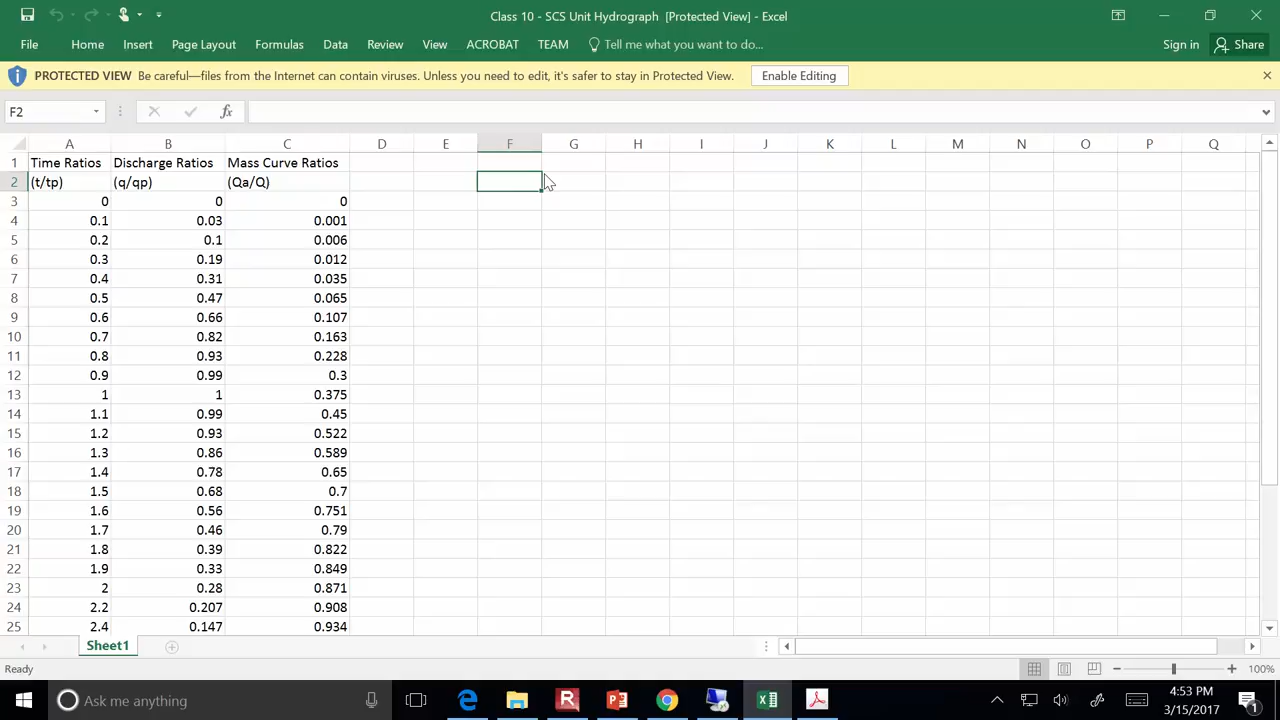 Class 10 - SCS Unit Hydrograph [Protected View] - Excel
File Home Insert Page Layout Formulas Data Review View ACROBAT TEAM Tell me what you want to do... Sign in Share
PROTECTED VIEW Be careful—files from the Internet can contain viruses. Unless you need to edit, it's safer to stay in Protected View. Enable Editing
F2 fx
A B C D E F G H I J K L M N O P Q
1 Time Ratios Discharge Ratios Mass Curve Ratios
2 (t/tp) (q/qp) (Qa/Q)
3 0 0 0
4 0.1 0.03 0.001
5 0.2 0.1 0.006
6 0.3 0.19 0.012
7 0.4 0.31 0.035
8 0.5 0.47 0.065
9 0.6 0.66 0.107
10 0.7 0.82 0.163
11 0.8 0.93 0.228
12 0.9 0.99 0.3
13 1 1 0.375
14 1.1 0.99 0.45
15 1.2 0.93 0.522
16 1.3 0.86 0.589
17 1.4 0.78 0.65
18 1.5 0.68 0.7
19 1.6 0.56 0.751
20 1.7 0.46 0.79
21 1.8 0.39 0.822
22 1.9 0.33 0.849
23 2 0.28 0.871
24 2.2 0.207 0.908
25 2.4 0.147 0.934
Sheet1
Ready 100%
Ask me anything 4:53 PM
3/15/2017 1